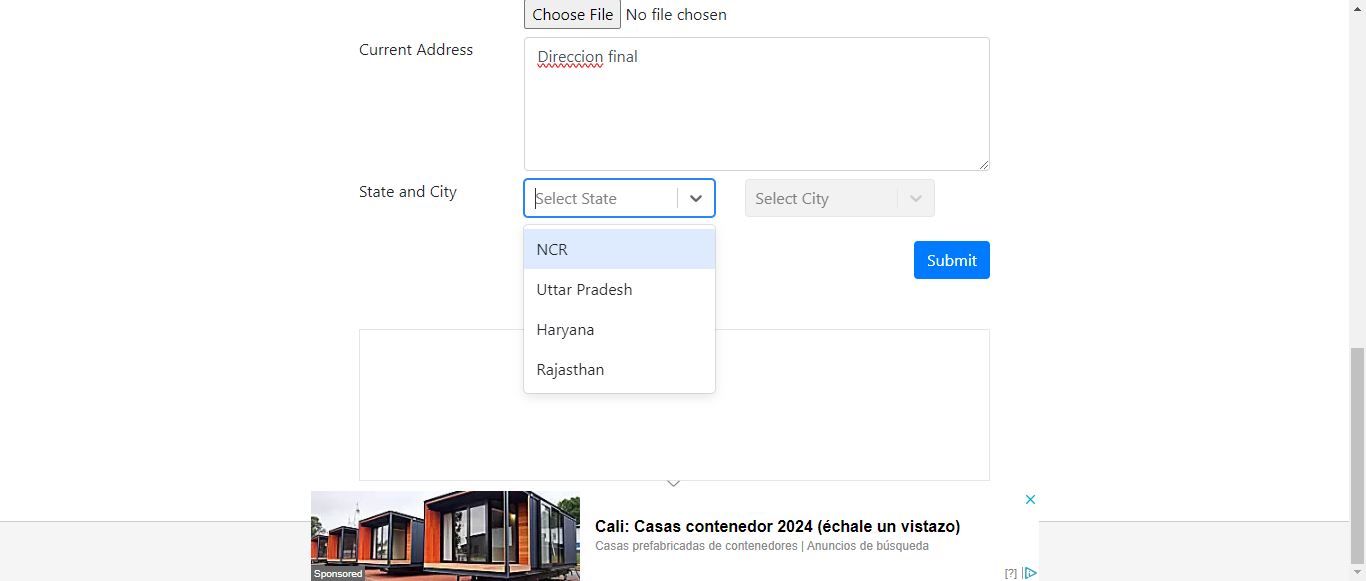 Choose File No file chosen
Current Address
Direccion final
State and City
Select State
Select City
NCR
Uttar Pradesh
Haryana
Rajasthan
Submit
Cali: Casas contenedor 2024 (échale un vistazo)
Casas prefabricadas de contenedores | Anuncios de búsqueda
Sponsored
[?]